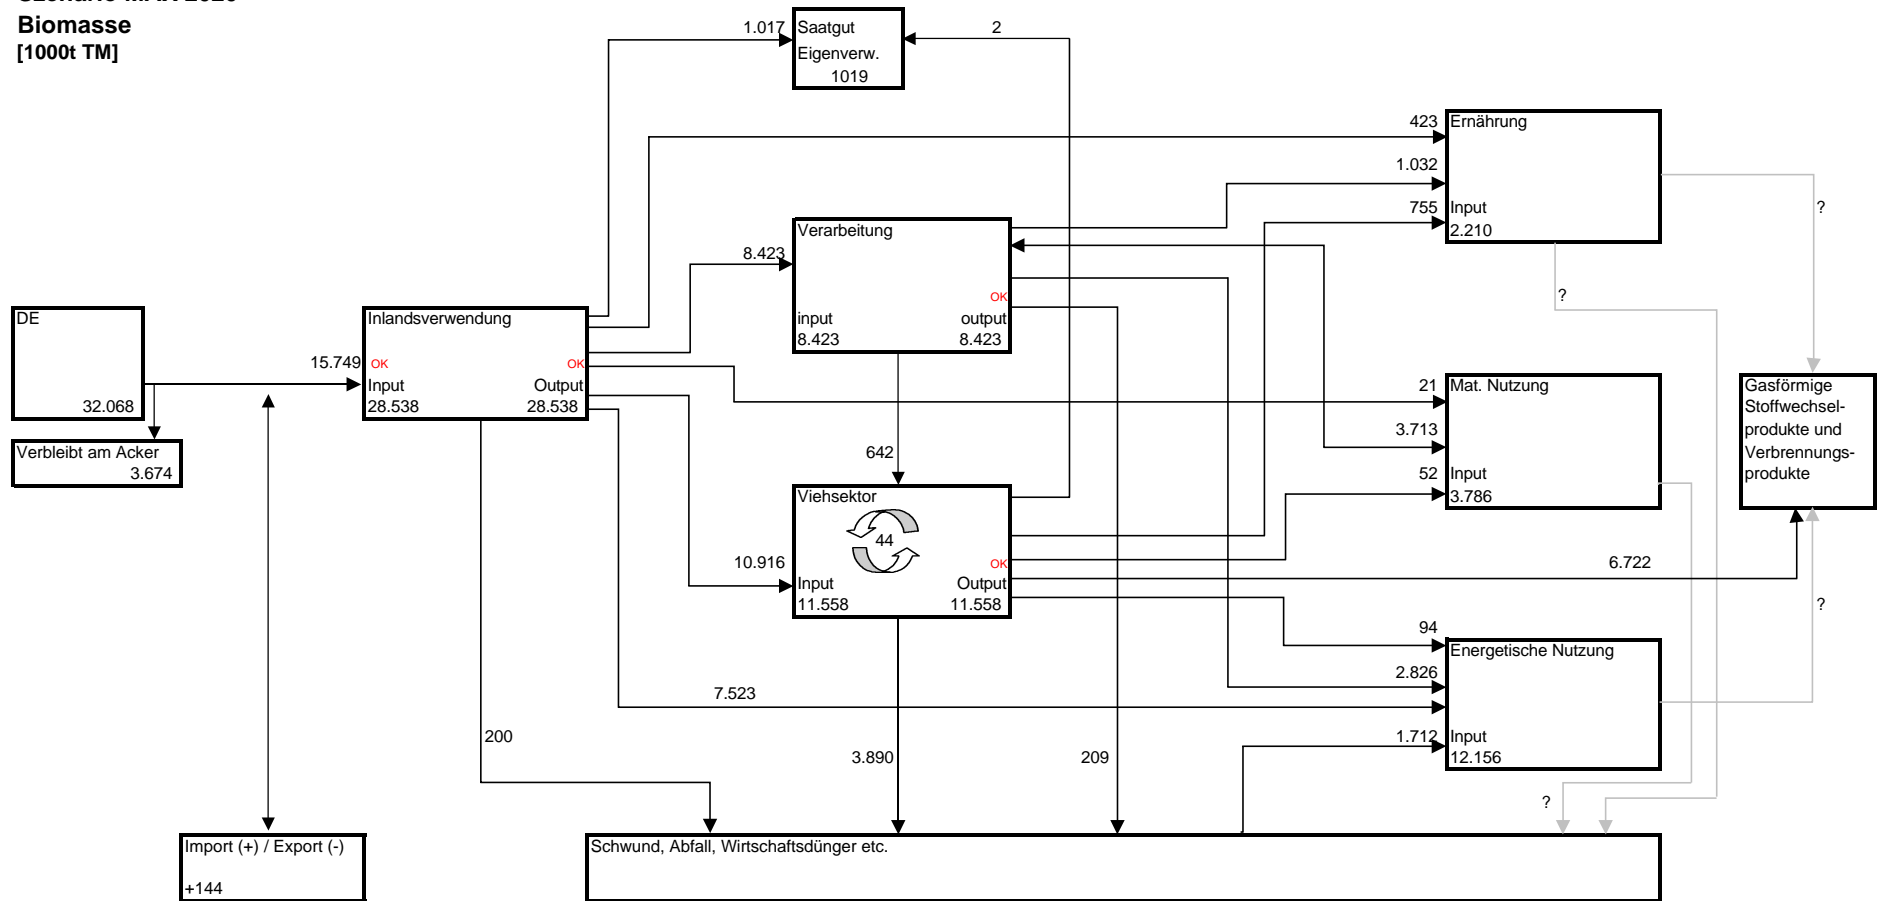 Biomasse
[1000t TM]
1.017
Saatgut
Eigenverw.
1019
2
423
Ernährung
1.032
755
Input
2.210
?
?
8.423
Verarbeitung
OK
input
output
8.423
8.423
DE
32.068
15.749
Inlandsverwendung
OK
OK
Input
Output
28.538
28.538
Verbleibt am Acker
3.674
21
Mat. Nutzung
3.713
52
Input
3.786
Gasförmige
Stoffwechsel-
produkte und
Verbrennungs-
produkte
642
Viehsektor
44
10.916
OK
Input
Output
11.558
11.558
6.722
?
94
Energetische Nutzung
2.826
7.523
1.712
Input
12.156
200
3.890
209
?
Import (+) / Export (-)
+144
Schwund, Abfall, Wirtschaftsdünger etc.